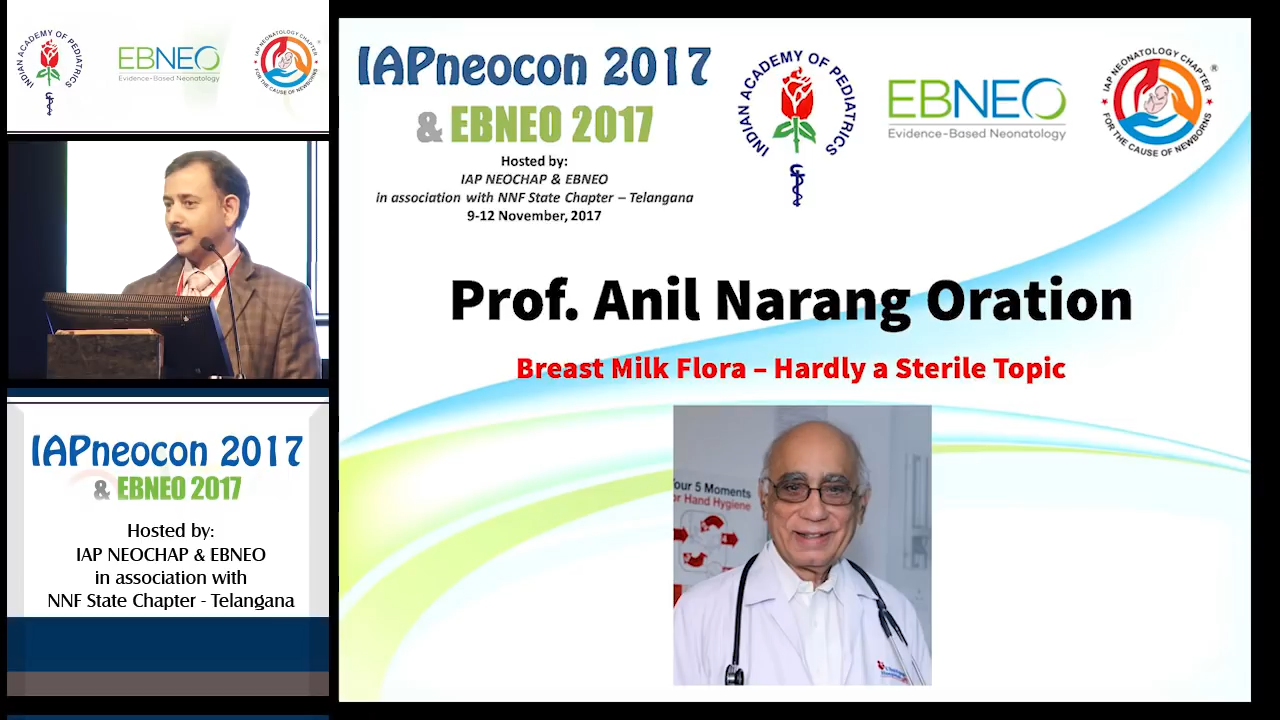 INDIAN ACADEMY OF PEDIATRICS
EBNEO
Evidence-Based Neonatology
IAP NEONATOLOGY CHAPTER
FOR THE CAUSE OF NEWBORNS
IAPneocon 2017
& EBNEO 2017
Hosted by:
IAP NEOCHAP & EBNEO
in association with
NNF State Chapter - Telangana
IAPneocon 2017
& EBNEO 2017
Hosted by:
IAP NEOCHAP & EBNEO
in association with NNF State Chapter – Telangana
9-12 November, 2017
INDIAN ACADEMY OF PEDIATRICS
EBNEO
Evidence-Based Neonatology
IAP NEONATOLOGY CHAPTER
FOR THE CAUSE OF NEWBORNS
®
Prof. Anil Narang Oration
Breast Milk Flora – Hardly a Sterile Topic
our 5 Moments
or Hand Hygiene